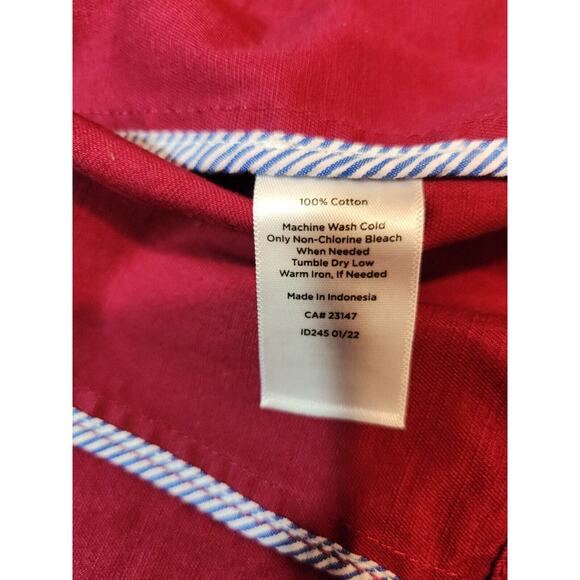 100% Cotton
Machine Wash Cold
Only Non-Chlorine Bleach
When Needed
Tumble Dry Low
Warm Iron, If Needed
Made In Indonesia
CA# 23147
ID245 01/22